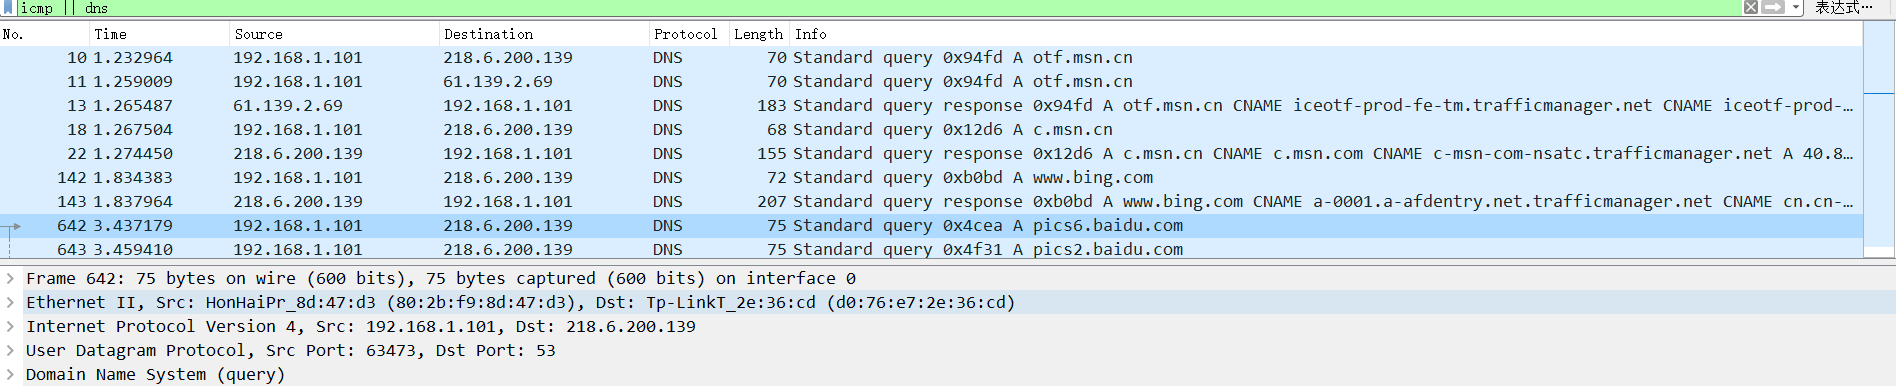 icmp || dns 表达式…
No. Time Source Destination Protocol Length Info
10 1.232964 192.168.1.101 218.6.200.139 DNS 70 Standard query 0x94fd A otf.msn.cn
11 1.259009 192.168.1.101 61.139.2.69 DNS 70 Standard query 0x94fd A otf.msn.cn
13 1.265487 61.139.2.69 192.168.1.101 DNS 183 Standard query response 0x94fd A otf.msn.cn CNAME iceotf-prod-fe-tm.trafficmanager.net CNAME iceotf-prod-…
18 1.267504 192.168.1.101 218.6.200.139 DNS 68 Standard query 0x12d6 A c.msn.cn
22 1.274450 218.6.200.139 192.168.1.101 DNS 155 Standard query response 0x12d6 A c.msn.cn CNAME c.msn.com CNAME c-msn-com-nsatc.trafficmanager.net A 40.8…
142 1.834383 192.168.1.101 218.6.200.139 DNS 72 Standard query 0xb0bd A www.bing.com
143 1.837964 218.6.200.139 192.168.1.101 DNS 207 Standard query response 0xb0bd A www.bing.com CNAME a-0001.a-afdentry.net.trafficmanager.net CNAME cn.cn-…
642 3.437179 192.168.1.101 218.6.200.139 DNS 75 Standard query 0x4cea A pics6.baidu.com
643 3.459410 192.168.1.101 218.6.200.139 DNS 75 Standard query 0x4f31 A pics2.baidu.com
Frame 642: 75 bytes on wire (600 bits), 75 bytes captured (600 bits) on interface 0
Ethernet II, Src: HonHaiPr_8d:47:d3 (80:2b:f9:8d:47:d3), Dst: Tp-LinkT_2e:36:cd (d0:76:e7:2e:36:cd)
Internet Protocol Version 4, Src: 192.168.1.101, Dst: 218.6.200.139
User Datagram Protocol, Src Port: 63473, Dst Port: 53
Domain Name System (query)